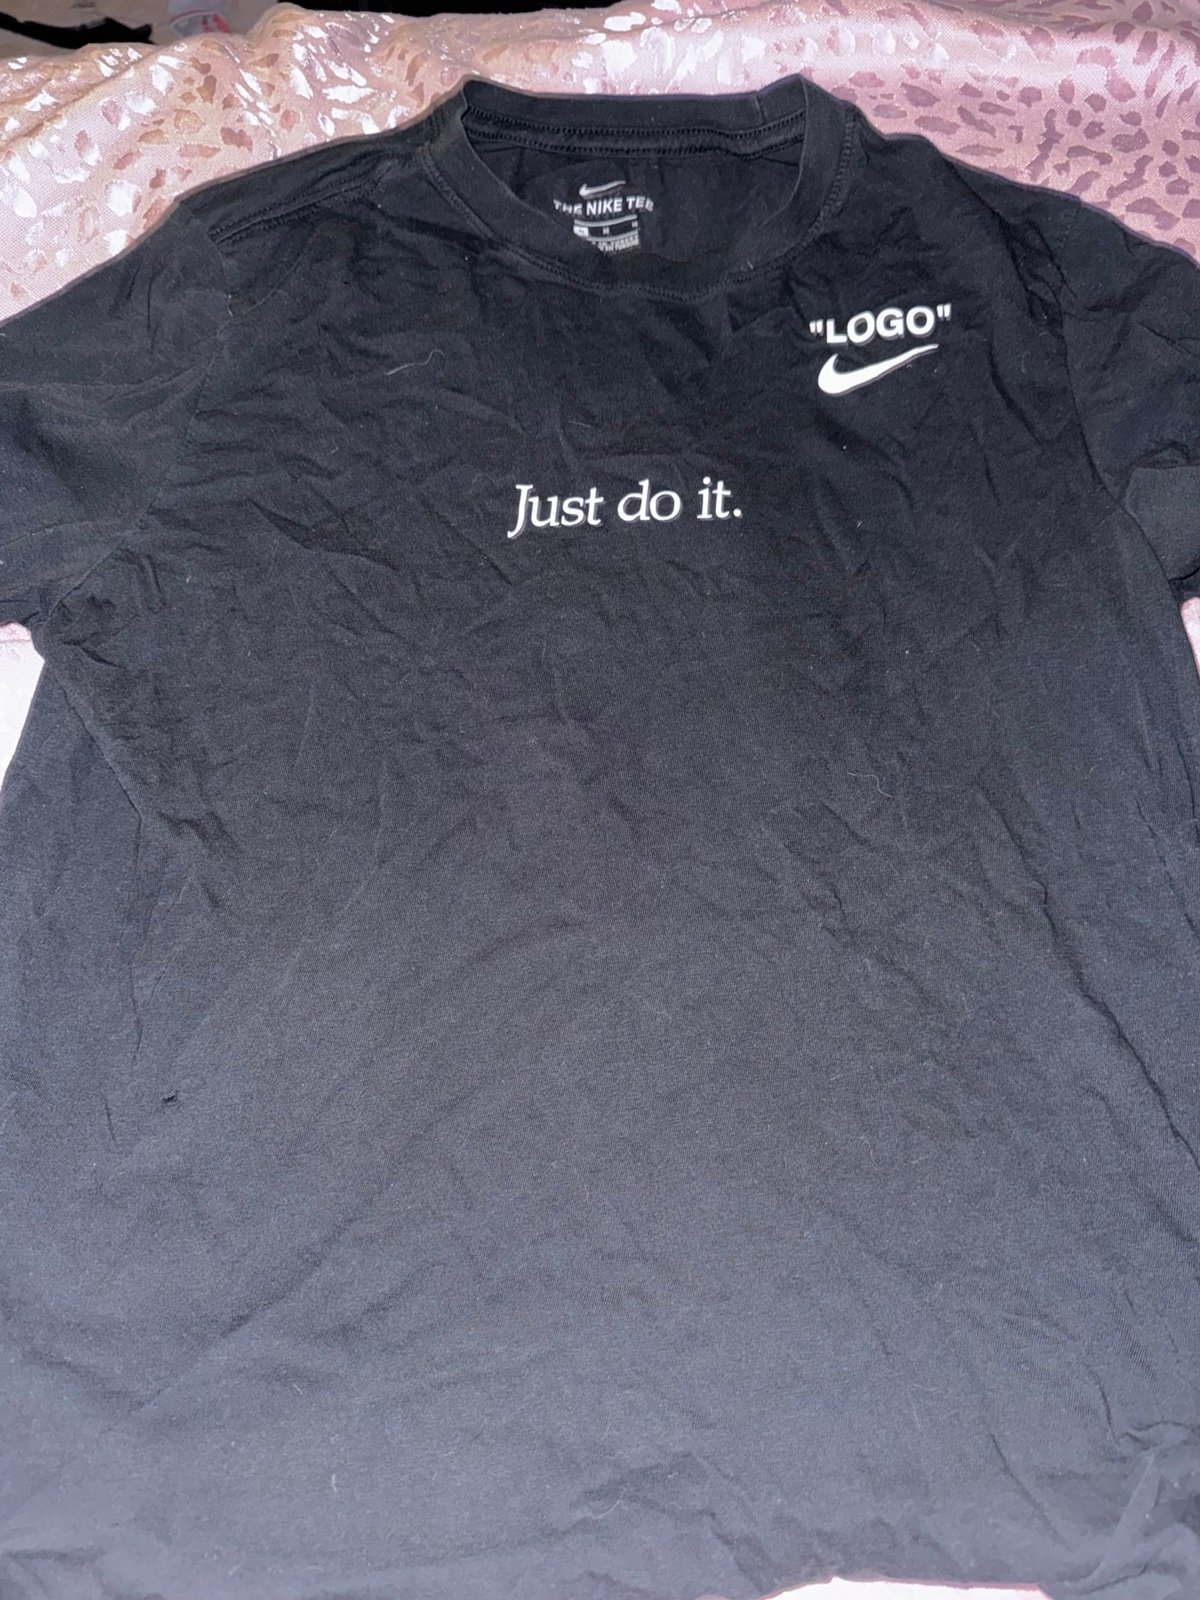 THE NIKE TEE
M
"LOGO"
Just do it.